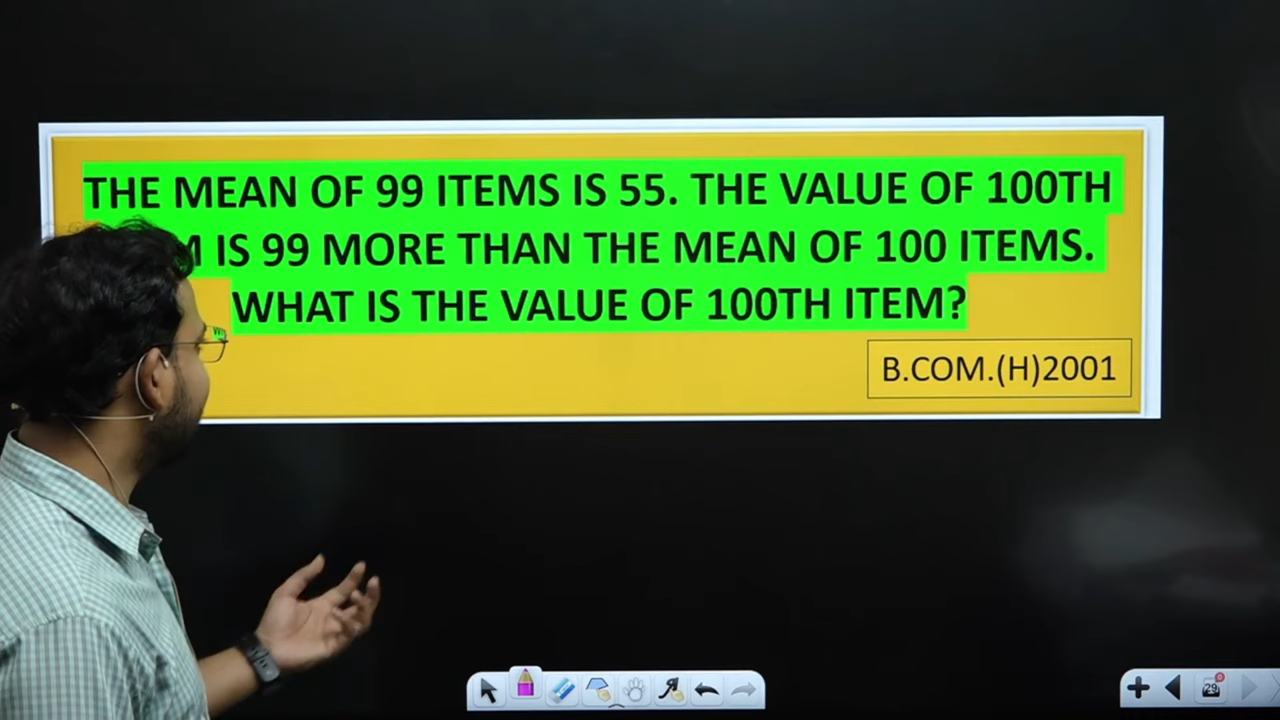 THE MEAN OF 99 ITEMS IS 55. THE VALUE OF 100TH
IS 99 MORE THAN THE MEAN OF 100 ITEMS.
WHAT IS THE VALUE OF 100TH ITEM?
B.COM.(H)2001
29